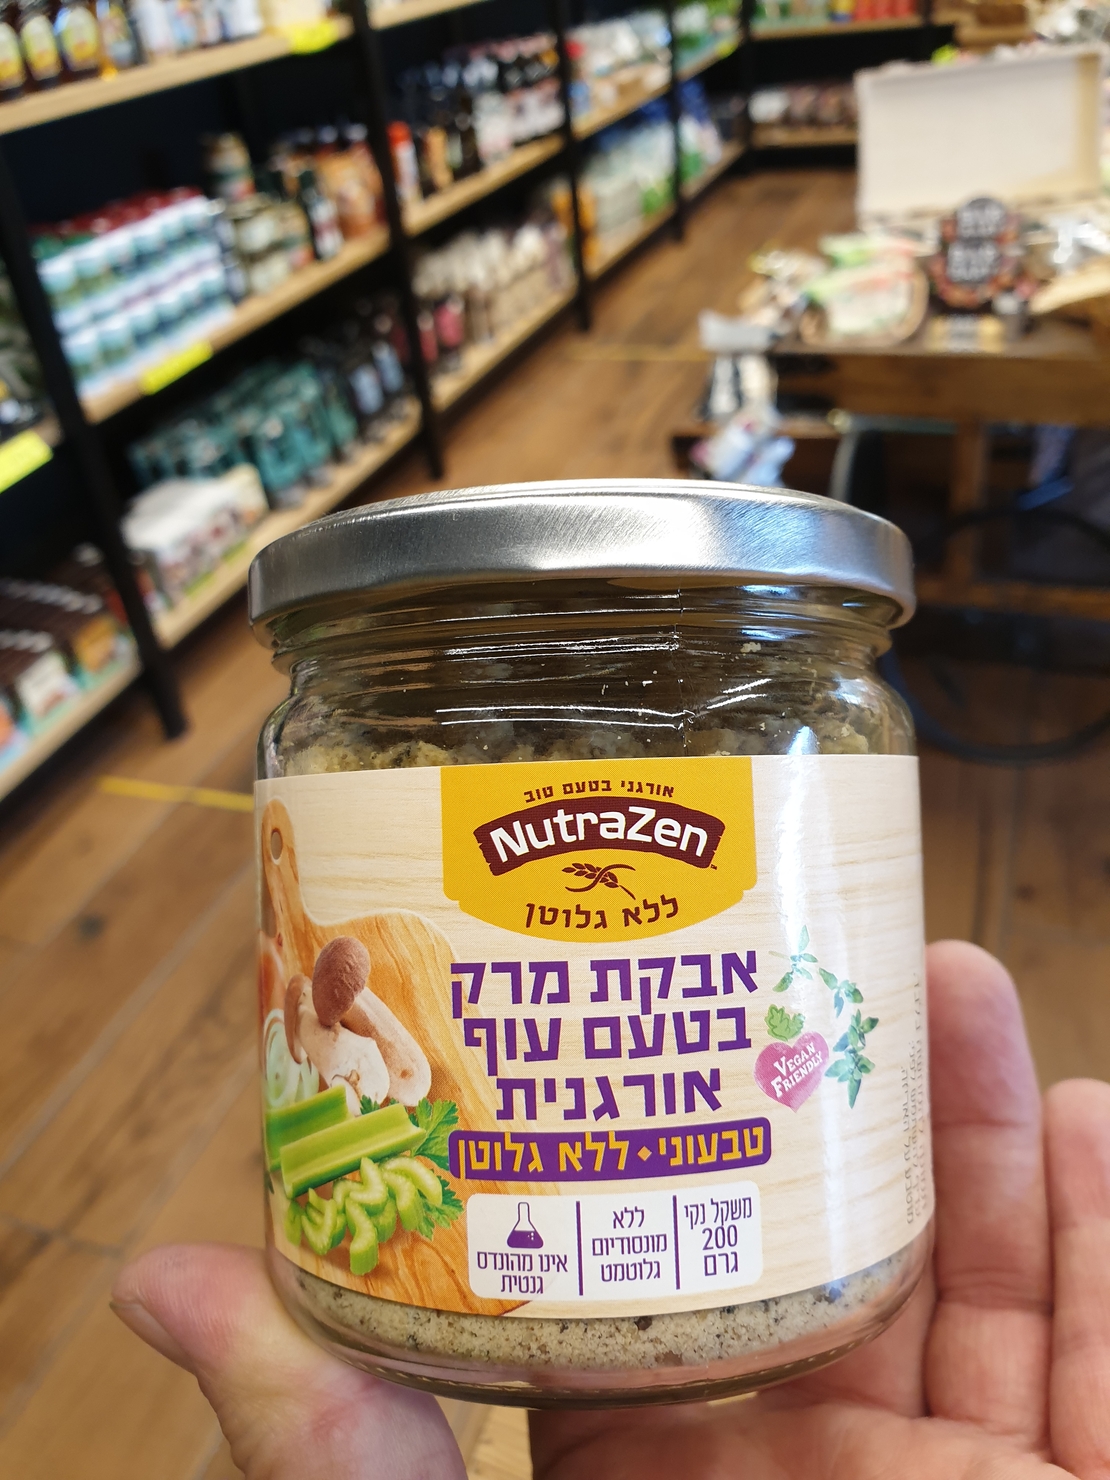 אורגני בטעם טוב
NutraZen
ללא גלוטן
אבקת מרק
בטעם עוף
אורגנית
טבעוני • ללא גלוטן
VEGAN
FRIENDLY
משקל נקי
200
גרם
ללא
מונסודיום
גלוטמט
אינו מהונדס
גנטית